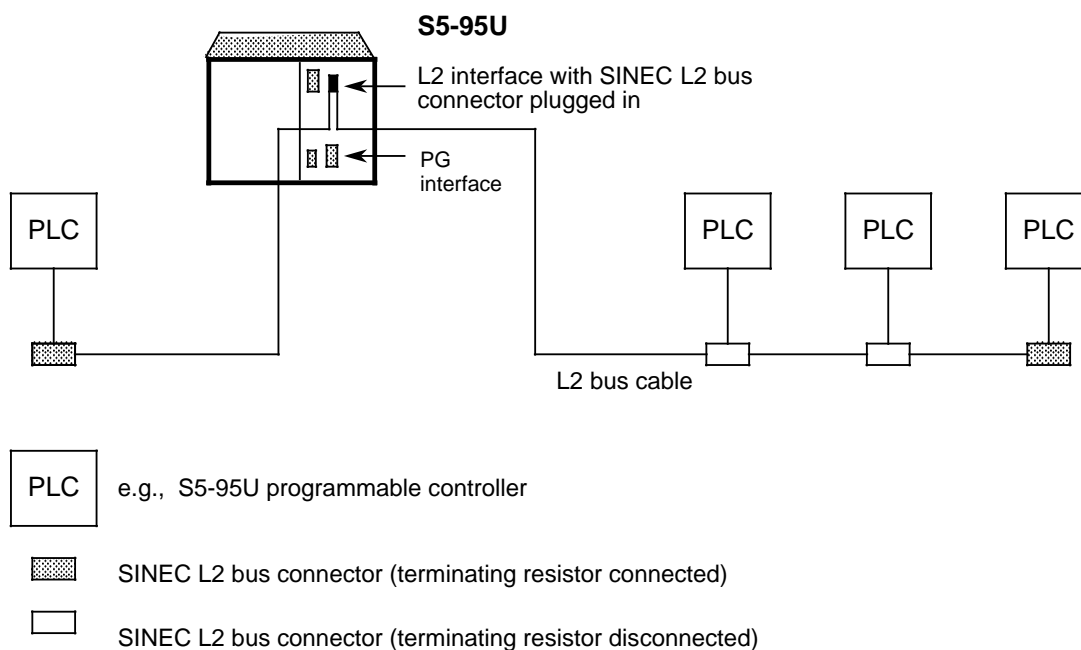 S5-95U
L2 interface with SINEC L2 bus
connector plugged in
PG
interface
PLC
PLC
PLC
PLC
L2 bus cable
PLC
e.g., S5-95U programmable controller
SINEC L2 bus connector (terminating resistor connected)
SINEC L2 bus connector (terminating resistor disconnected)